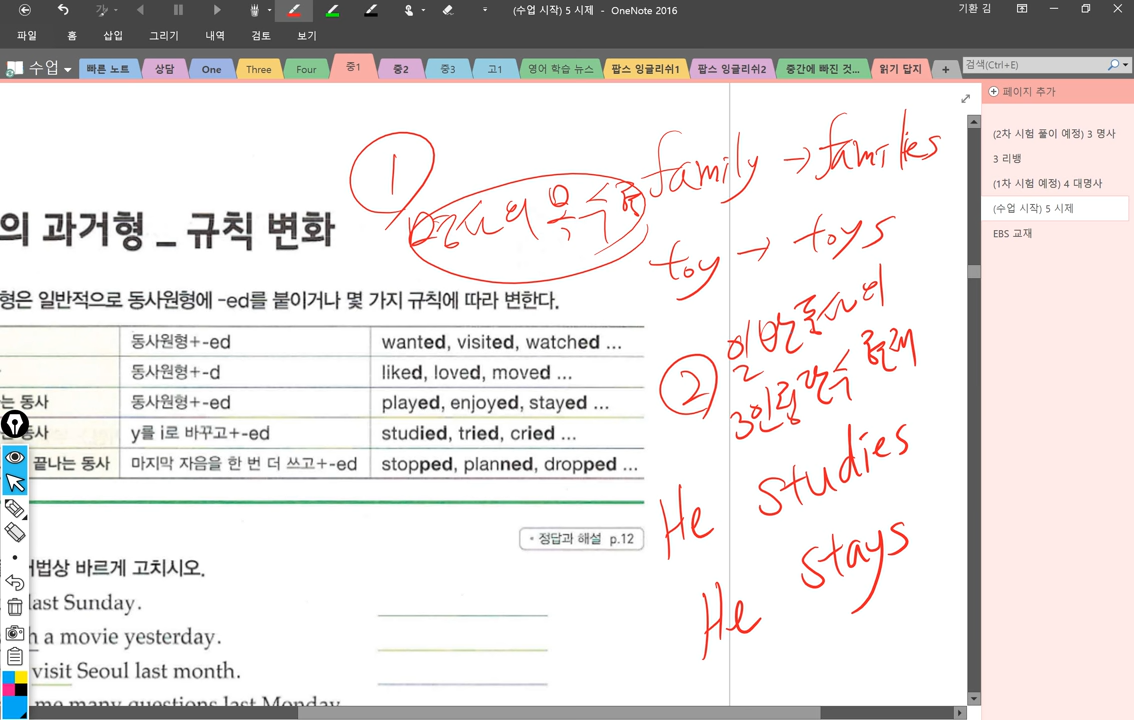 (수업 시작) 5 시제 - OneNote 2016
기환 김
파일 홈 삽입 그리기 내역 검토 보기
수업 빠른 노트 상담 One Three Four 중1 중2 중3 고1 영어 학습 뉴스 팝스 잉글리쉬1 팝스 잉글리쉬2 중간에 빠진 것... 읽기 답지 + 검색(Ctrl+E)
페이지 추가
(2차 시험 풀이 예정) 3 명사
3 리뱅
(1차 시험 예정) 4 대명사
(수업 시작) 5 시제
EBS 교재
① 명사의 복수형
family → families
toy → toys
② 일반동사의
3인칭 단수 현재
He studies
He stays
의 과거형 _ 규칙 변화
형은 일반적으로 동사원형에 -ed를 붙이거나 몇 가지 규칙에 따라 변한다.
동사원형+-ed wanted, visited, watched ...
동사원형+-d liked, loved, moved ...
는 동사 동사원형+-ed played, enjoyed, stayed ...
는 동사 y를 i로 바꾸고+-ed studied, tried, cried ...
끝나는 동사 마지막 자음을 한 번 더 쓰고+-ed stopped, planned, dropped ...
• 정답과 해설 p.12
어법상 바르게 고치시오.
last Sunday.
h a movie yesterday.
visit Seoul last month.
me many questions last Monday.